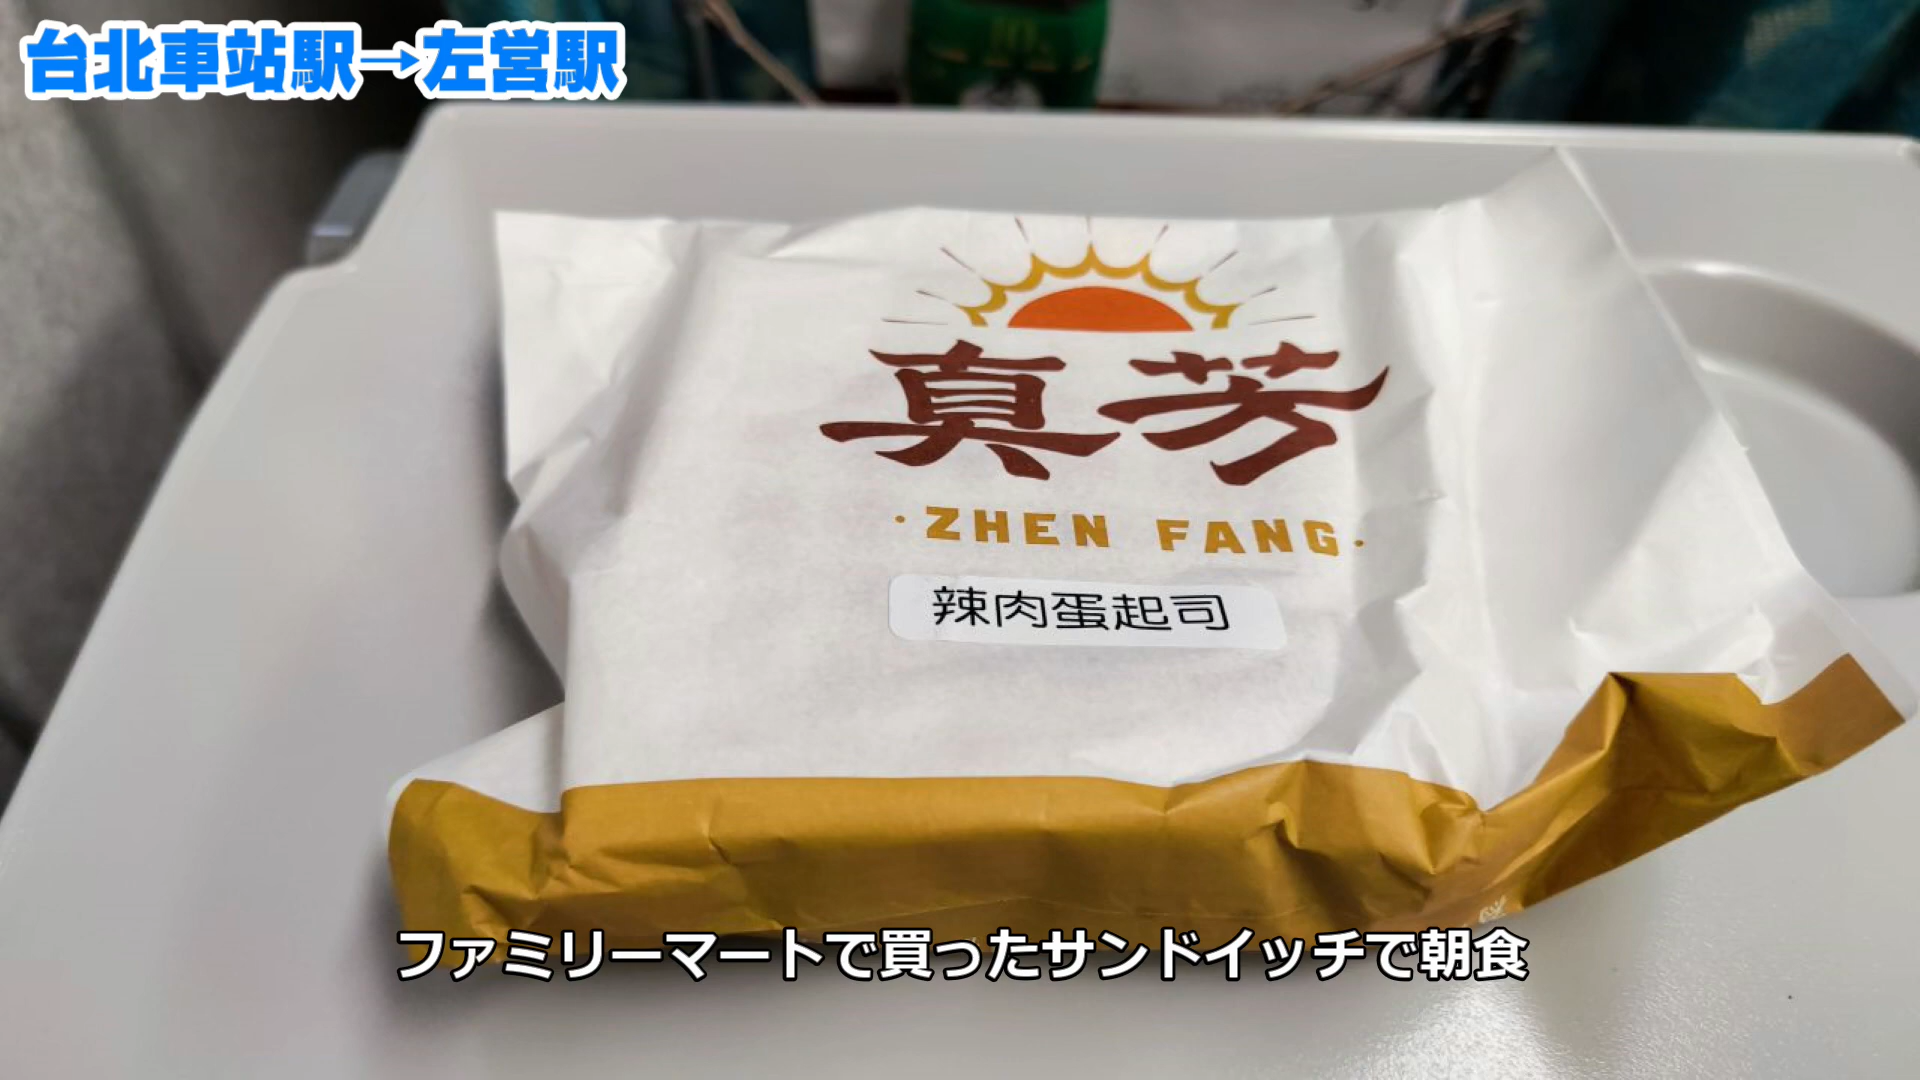 台北車站駅→左営駅
真芳
·ZHEN FANG·
辣肉蛋起司
ファミリーマートで買ったサンドイッチで朝食